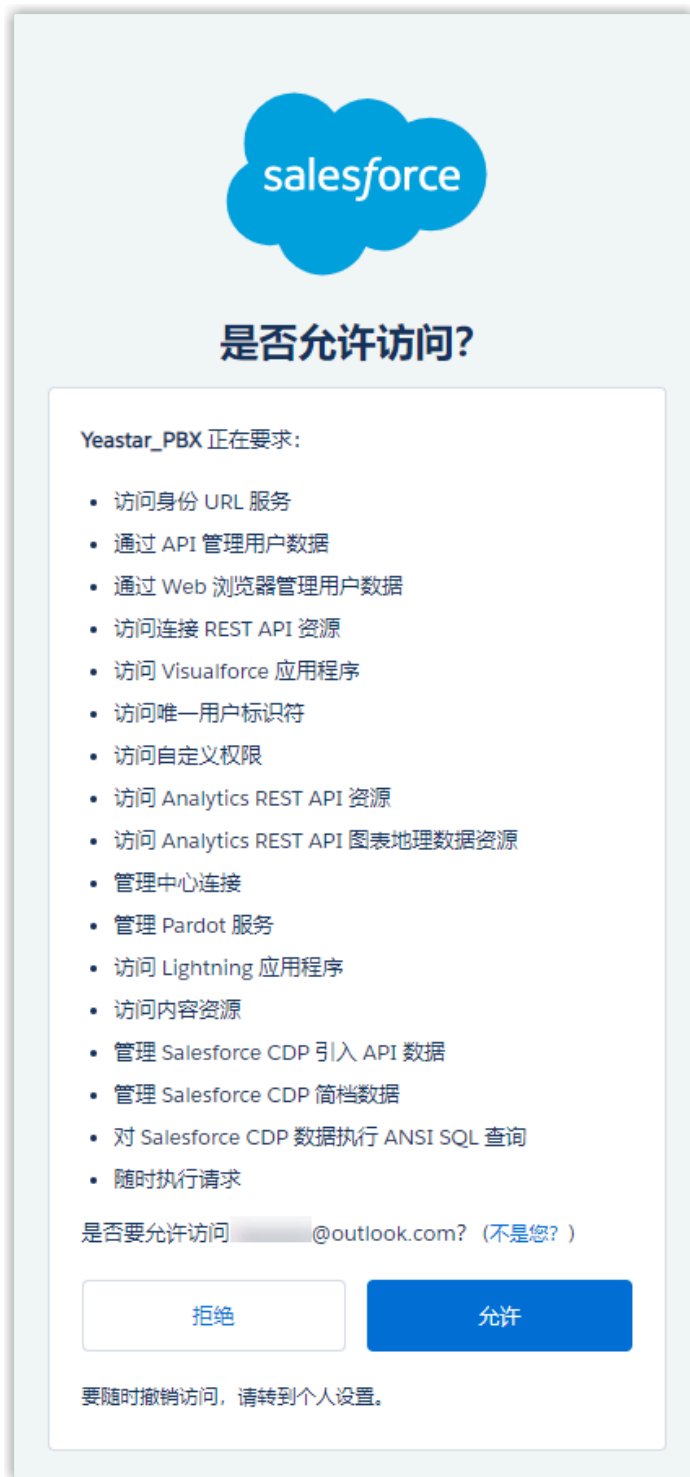 salesforce
是否允许访问？
Yeastar_PBX 正在要求：
• 访问身份 URL 服务
• 通过 API 管理用户数据
• 通过 Web 浏览器管理用户数据
• 访问连接 REST API 资源
• 访问 Visualforce 应用程序
• 访问唯一用户标识符
• 访问自定义权限
• 访问 Analytics REST API 资源
• 访问 Analytics REST API 图表地理数据资源
• 管理中心连接
• 管理 Pardot 服务
• 访问 Lightning 应用程序
• 访问内容资源
• 管理 Salesforce CDP 引入 API 数据
• 管理 Salesforce CDP 简档数据
• 对 Salesforce CDP 数据执行 ANSI SQL 查询
• 随时执行请求
是否要允许访问 @outlook.com？（不是您？）
拒绝
允许
要随时撤销访问，请转到个人设置。